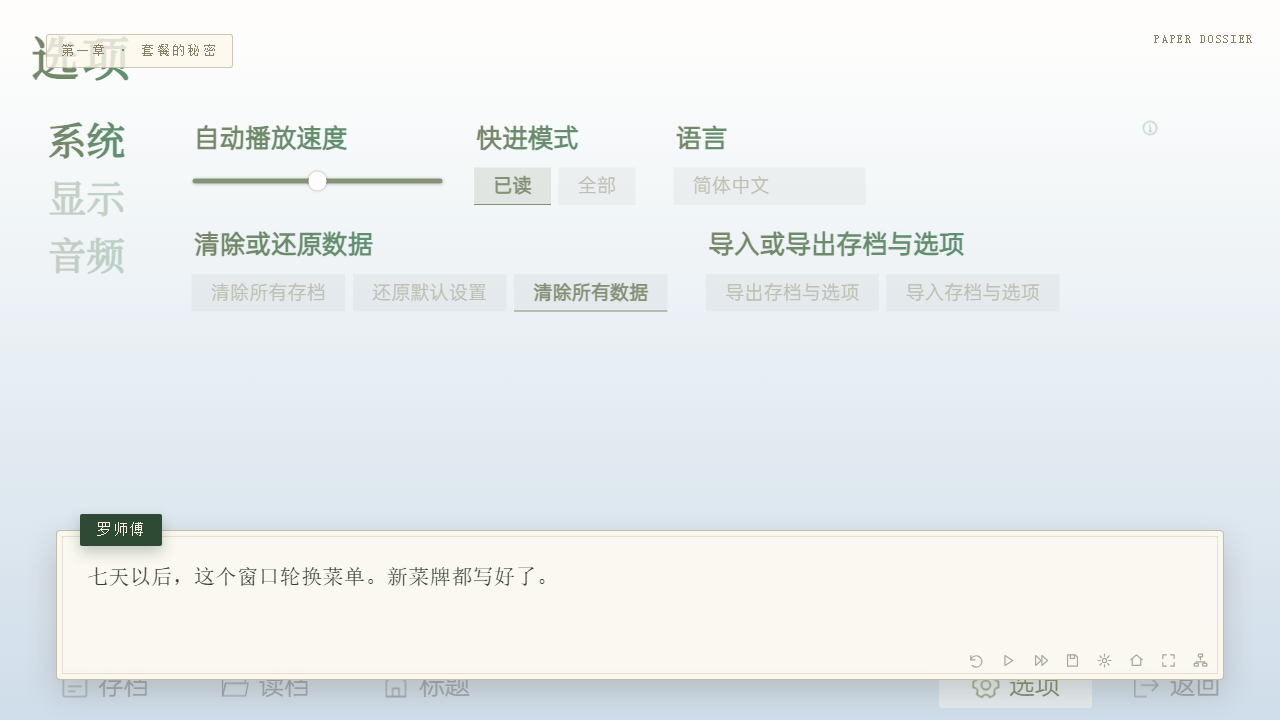 选项
第一章 · 套餐的秘密
PAPER DOSSIER
系统
显示
音频
自动播放速度
快进模式
语言
已读
全部
简体中文
清除或还原数据
导入或导出存档与选项
清除所有存档
还原默认设置
清除所有数据
导出存档与选项
导入存档与选项
罗师傅
七天以后，这个窗口轮换菜单。新菜牌都写好了。
存档
读档
标题
选项
返回